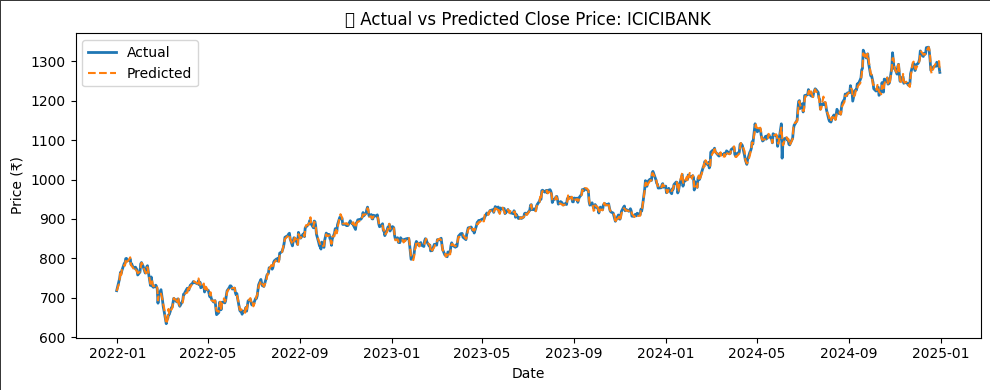 ▯ Actual vs Predicted Close Price: ICICIBANK
Actual
Predicted
Price (₹)
1300
1200
1100
1000
900
800
700
600
2022-01 2022-05 2022-09 2023-01 2023-05 2023-09 2024-01 2024-05 2024-09 2025-01
Date